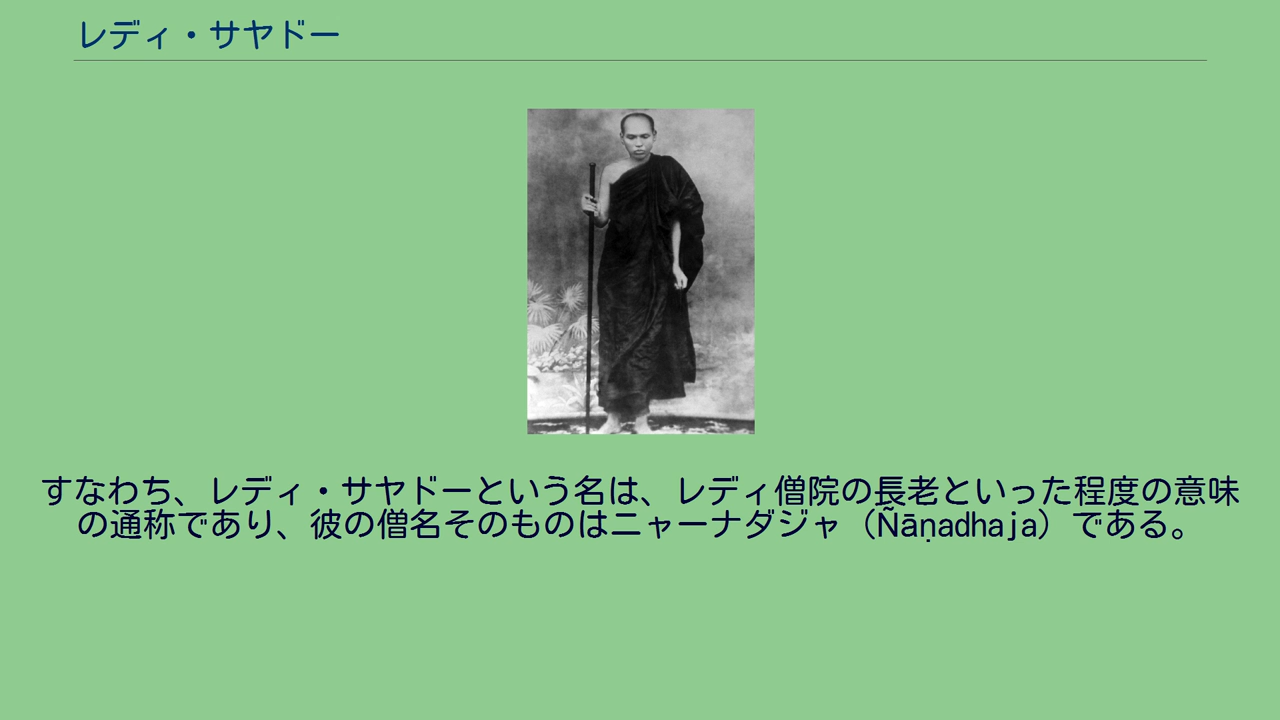 レディ・サヤドー
すなわち、レディ・サヤドーという名は、レディ僧院の長老といった程度の意味
の通称であり、彼の僧名そのものはニャーナダジャ（Ñāṇadhaja）である。